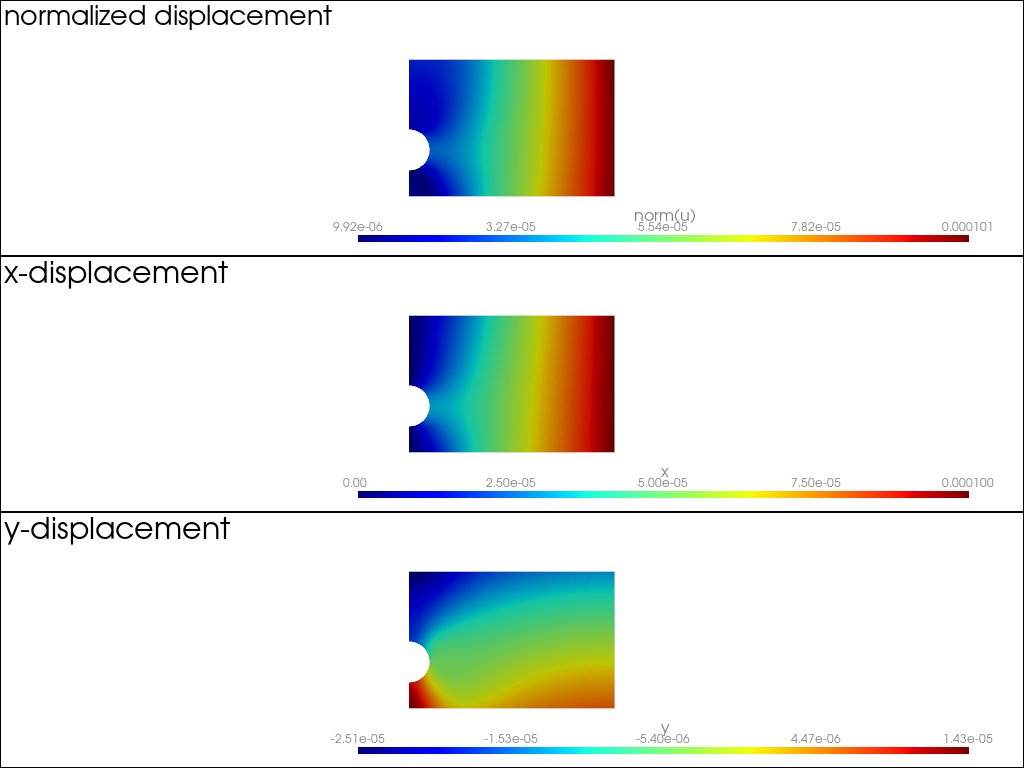 normalized displacement
norm(u)
9.92e-06 3.27e-05 5.54e-05 7.82e-05 0.000101
x-displacement
x
0.00 2.50e-05 5.00e-05 7.50e-05 0.000100
y-displacement
y
-2.51e-05 -1.53e-05 -5.40e-06 4.47e-06 1.43e-05